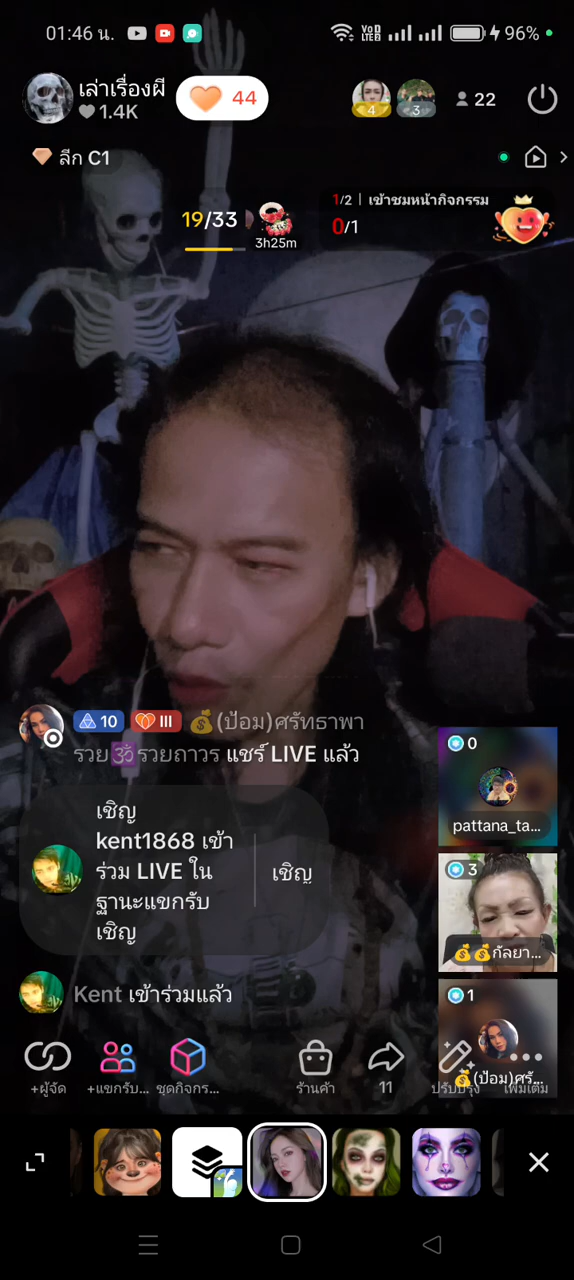 01:46 น.
VoD LTE2
96%
เล่าเรื่องผี
1.4K
44
4
3
22
ลีก C1
19/33
3h25m
1/2 | เข้าชมหน้ากิจกรรม
0/1
10
III
💰(ป้อม)ศรัทธาพา
รวย🕉รวยถาวร แชร์ LIVE แล้ว
เชิญ
kent1868 เข้า
ร่วม LIVE ใน
ฐานะแขกรับ
เชิญ
เชิญ
Kent เข้าร่วมแล้ว
0
pattana_ta...
3
💰💰กัลยา...
1
💰(ป้อม)ศรั...
+ผู้จัด
+แขกรับ...
ชุดกิจกร...
ร้านค้า
11
ปรับปรุง
เพิ่มเติม